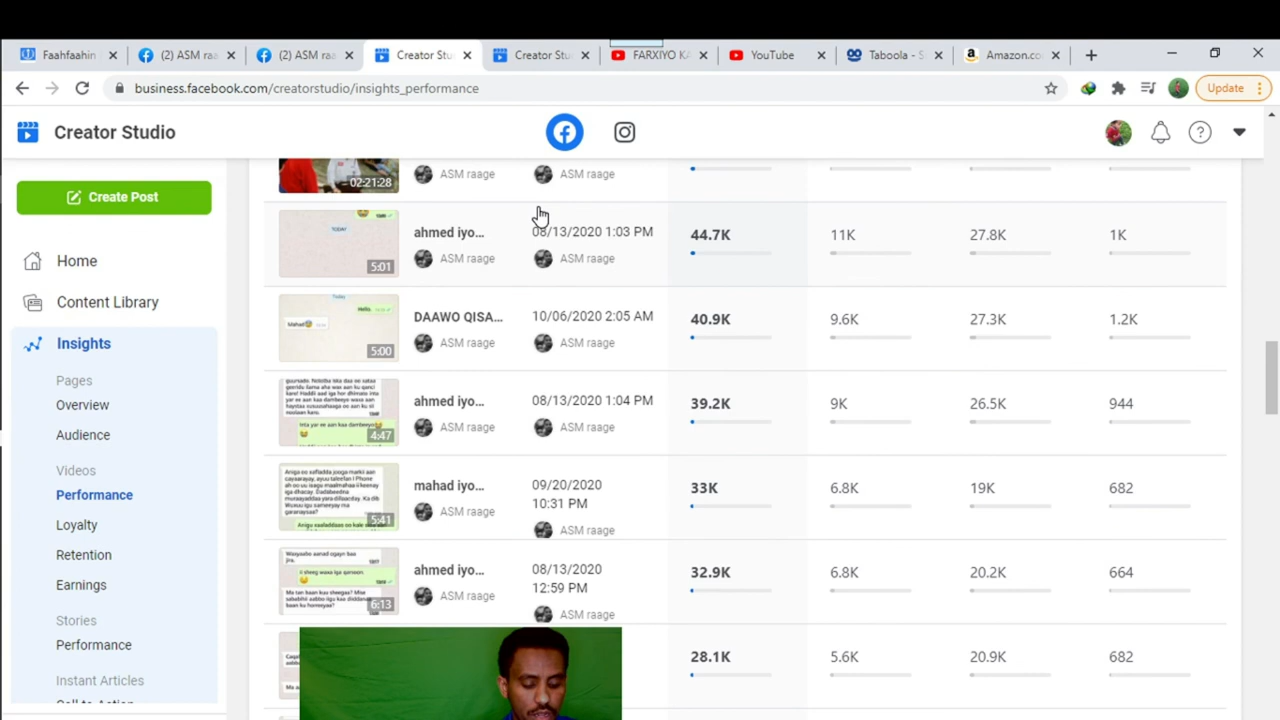 Faahfaahin
(2) ASM raa
(2) ASM raa
Creator Stu
Creator Stu
FARXIYO KA
YouTube
Taboola - S
Amazon.co
business.facebook.com/creatorstudio/insights_performance
Update
Creator Studio
Create Post
Home
Content Library
Insights
Pages
Overview
Audience
Videos
Performance
Loyalty
Retention
Earnings
Stories
Performance
Instant Articles
02:21:28
ASM raage
ASM raage
TODAY
5:01
ahmed iyo...
08/13/2020 1:03 PM
44.7K
11K
27.8K
1K
ASM raage
ASM raage
Today
Hello
Mahad
5:00
DAAWO QISA...
10/06/2020 2:05 AM
40.9K
9.6K
27.3K
1.2K
ASM raage
ASM raage
4:47
ahmed iyo...
08/13/2020 1:04 PM
39.2K
9K
26.5K
944
ASM raage
ASM raage
5:41
mahad iyo...
09/20/2020
10:31 PM
33K
6.8K
19K
682
ASM raage
ASM raage
6:13
ahmed iyo...
08/13/2020
12:59 PM
32.9K
6.8K
20.2K
664
ASM raage
ASM raage
28.1K
5.6K
20.9K
682